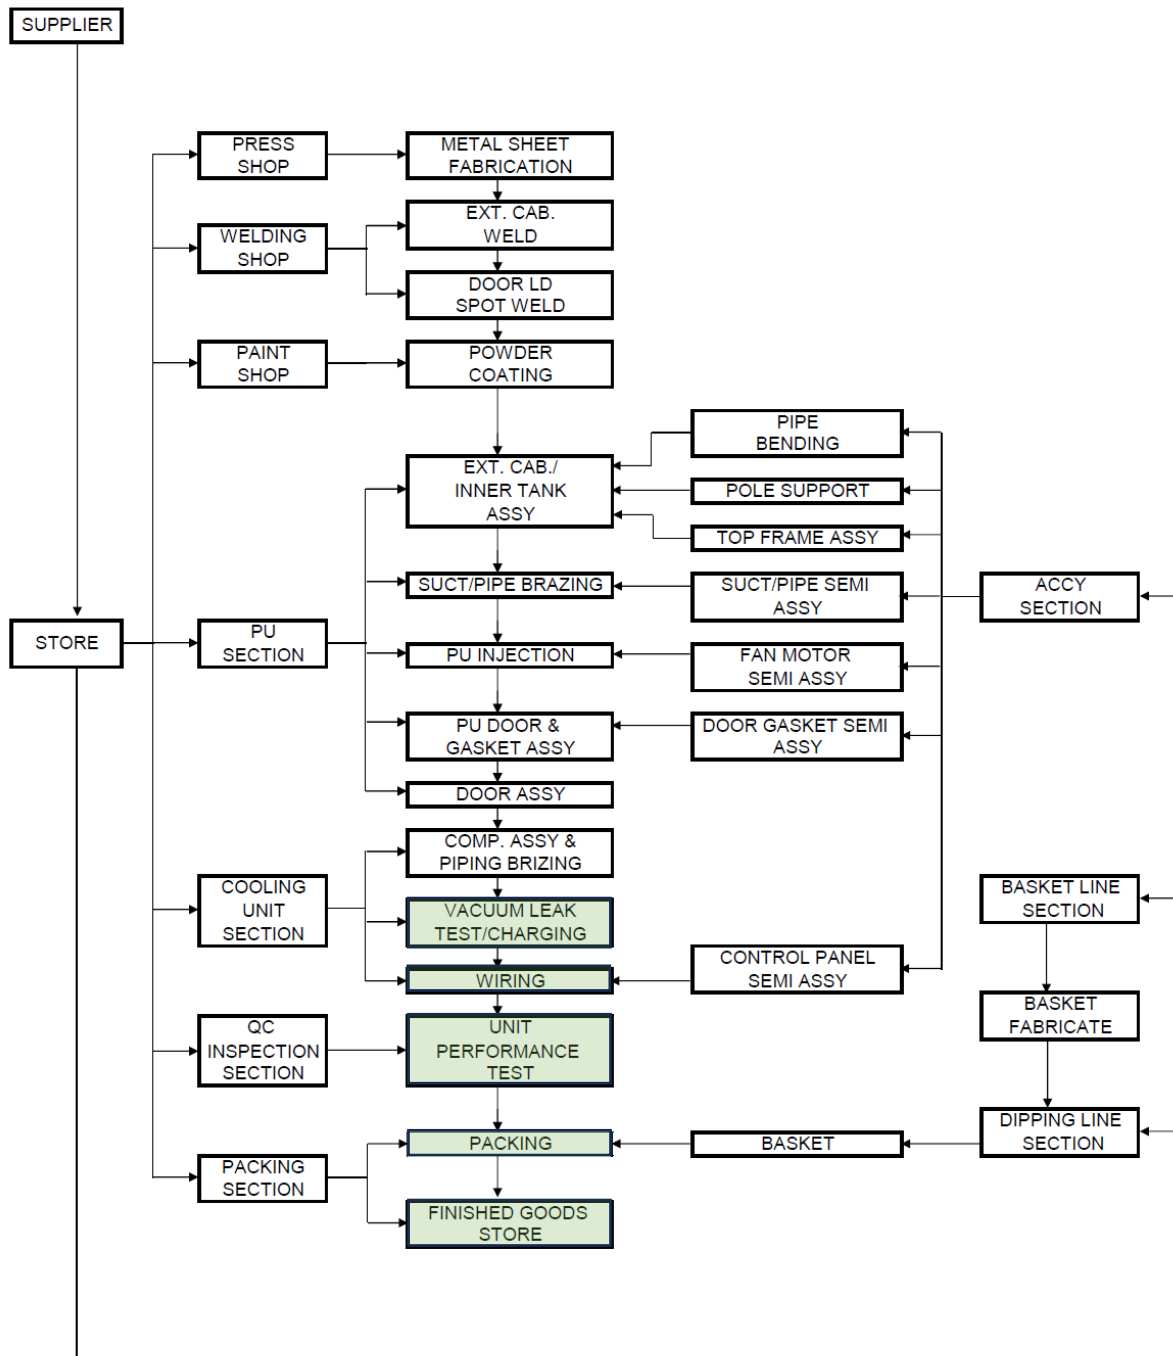 SUPPLIER
PRESS
SHOP
METAL SHEET
FABRICATION
EXT. CAB.
WELD
WELDING
SHOP
DOOR LD
SPOT WELD
PAINT
SHOP
POWDER
COATING
PIPE
BENDING
EXT. CAB./
INNER TANK
ASSY
POLE SUPPORT
TOP FRAME ASSY
SUCT/PIPE BRAZING
SUCT/PIPE SEMI
ASSY
ACCY
SECTION
STORE
PU
SECTION
PU INJECTION
FAN MOTOR
SEMI ASSY
PU DOOR &
GASKET ASSY
DOOR GASKET SEMI
ASSY
DOOR ASSY
COMP. ASSY &
PIPING BRIZING
COOLING
UNIT
SECTION
VACUUM LEAK
TEST/CHARGING
BASKET LINE
SECTION
WIRING
CONTROL PANEL
SEMI ASSY
BASKET
FABRICATE
QC
INSPECTION
SECTION
UNIT
PERFORMANCE
TEST
PACKING
BASKET
DIPPING LINE
SECTION
PACKING
SECTION
FINISHED GOODS
STORE